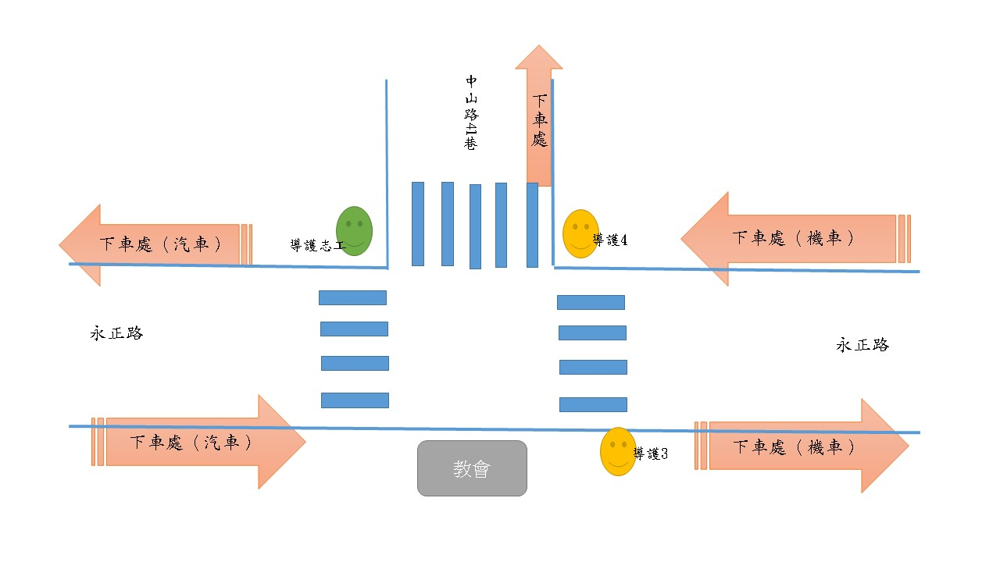 中山路41巷
下車處
下車處（汽車）
導護志工
導護4
下車處（機車）
永正路
永正路
下車處（汽車）
教會
導護3
下車處（機車）